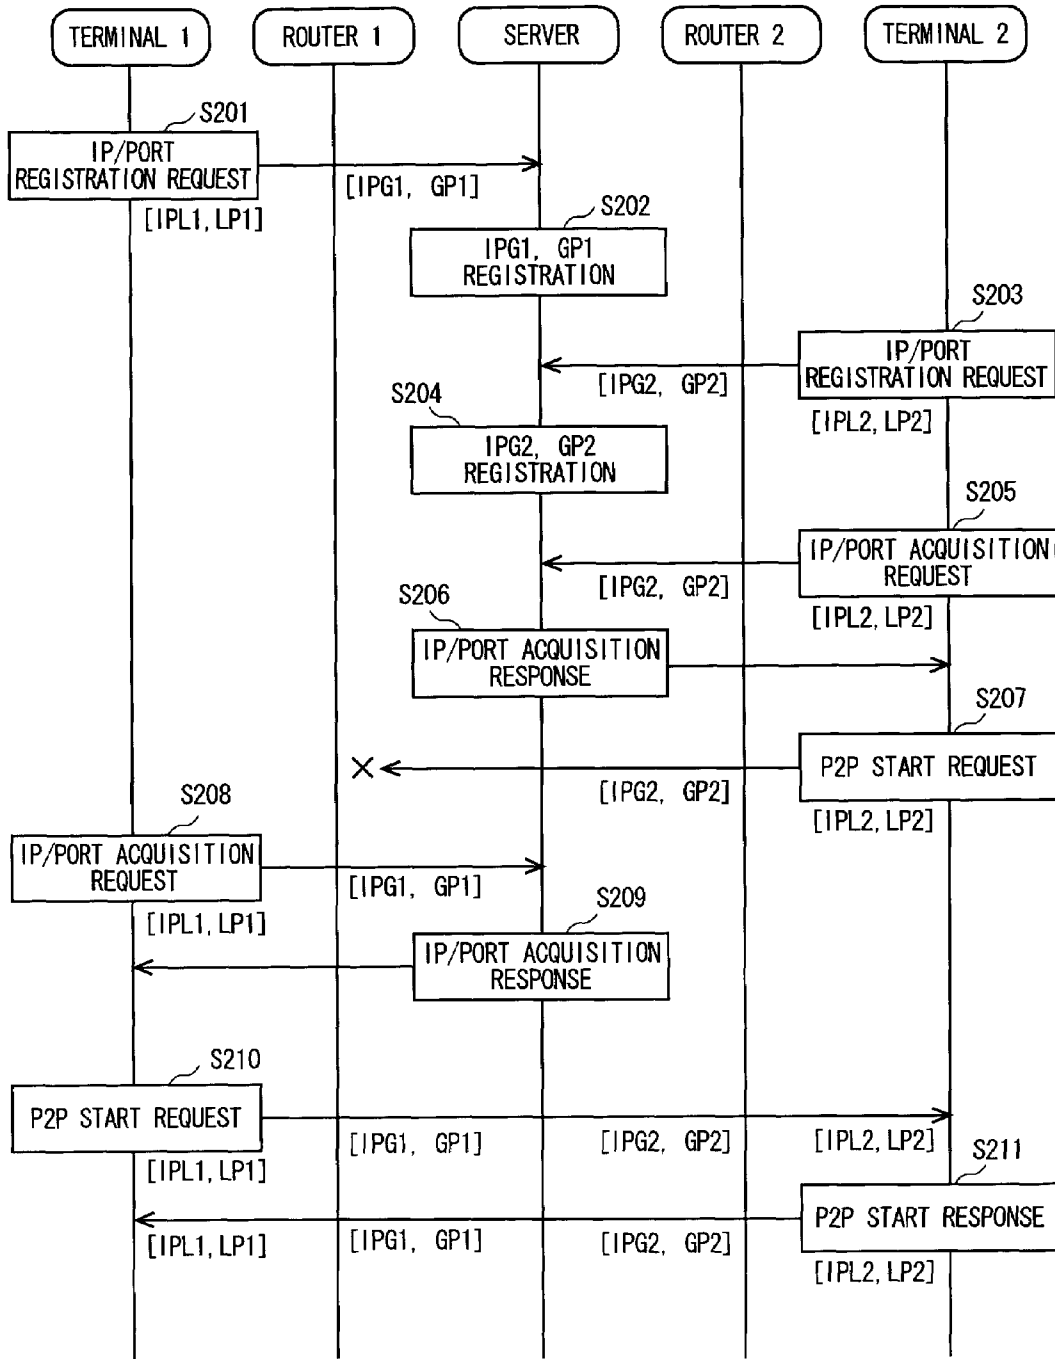 TERMINAL 1
ROUTER 1
SERVER
ROUTER 2
TERMINAL 2
S201
IP/PORT
REGISTRATION REQUEST
[IPG1, GP1]
[IPL1, LP1]
S202
IPG1, GP1
REGISTRATION
S203
IP/PORT
REGISTRATION REQUEST
[IPG2, GP2]
[IPL2, LP2]
S204
IPG2, GP2
REGISTRATION
S205
IP/PORT ACQUISITION
REQUEST
[IPG2, GP2]
[IPL2, LP2]
S206
IP/PORT ACQUISITION
RESPONSE
S207
P2P START REQUEST
[IPG2, GP2]
[IPL2, LP2]
S208
IP/PORT ACQUISITION
REQUEST
[IPG1, GP1]
[IPL1, LP1]
S209
IP/PORT ACQUISITION
RESPONSE
S210
P2P START REQUEST
[IPL1, LP1]
[IPG1, GP1]
[IPG2, GP2]
[IPL2, LP2]
S211
P2P START RESPONSE
[IPL1, LP1]
[IPG1, GP1]
[IPG2, GP2]
[IPL2, LP2]